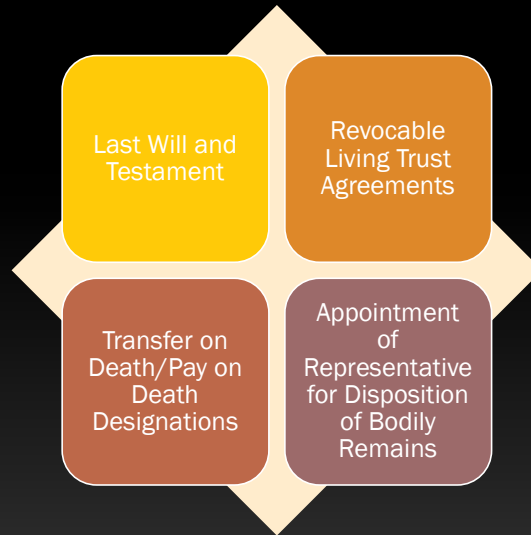 Last Will and
Testament
Revocable
Living Trust
Agreements
Transfer on
Death/Pay on
Death
Designations
Appointment
of
Representative
for Disposition
of Bodily
Remains